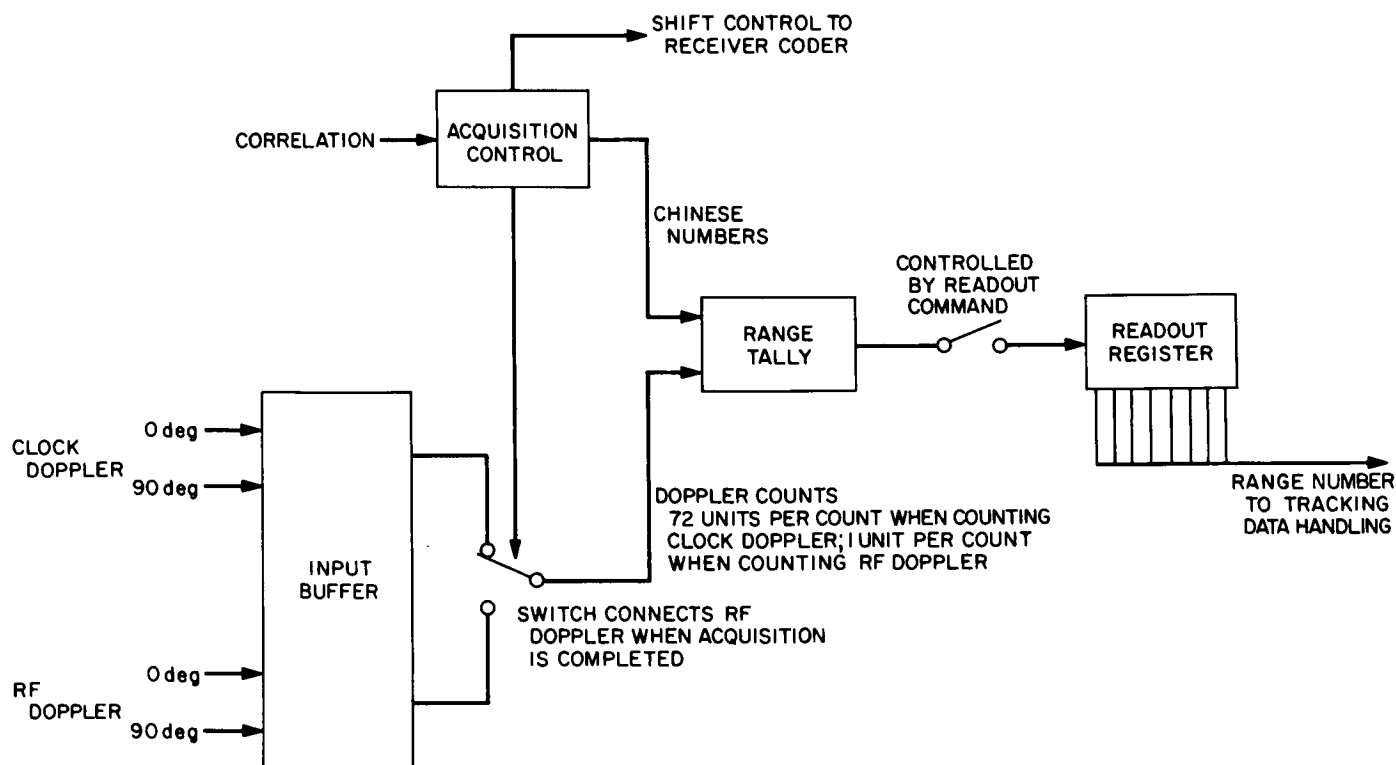 SHIFT CONTROL TO
RECEIVER CODER
CORRELATION
ACQUISITION
CONTROL
CHINESE
NUMBERS
CONTROLLED
BY READOUT
COMMAND
RANGE
TALLY
READOUT
REGISTER
CLOCK
DOPPLER
0 deg
90 deg
INPUT
BUFFER
DOPPLER COUNTS
72 UNITS PER COUNT WHEN COUNTING
CLOCK DOPPLER; 1 UNIT PER COUNT
WHEN COUNTING RF DOPPLER
RANGE NUMBER
TO TRACKING
DATA HANDLING
SWITCH CONNECTS RF
DOPPLER WHEN ACQUISITION
IS COMPLETED
RF
DOPPLER
0 deg
90 deg